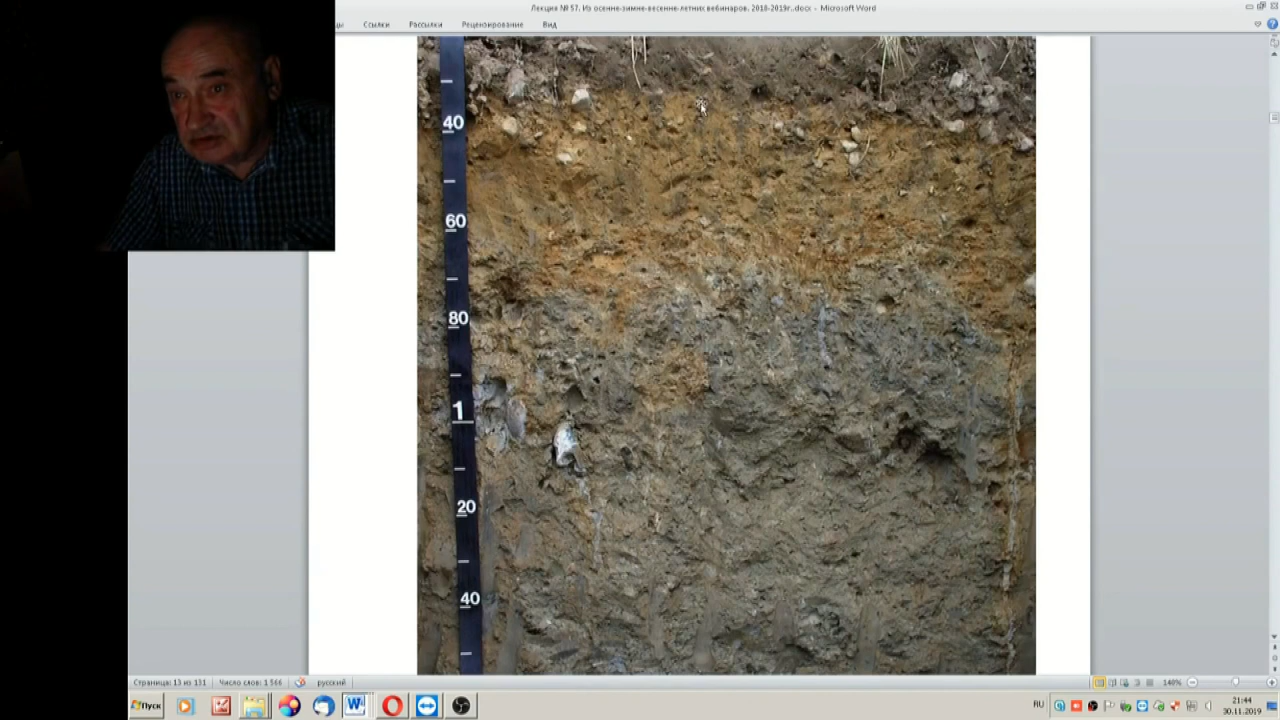 Лекция № 57. Из осенне-зимне-весенне-летних вебинаров. 2018-2019г..docx - Microsoft Word
Ссылки Рассылки Рецензирование Вид
40
60
80
1
20
40
Страница: 13 из 131 Число слов: 1 566 русский 140%
Пуск RU 21:44
30.11.2019